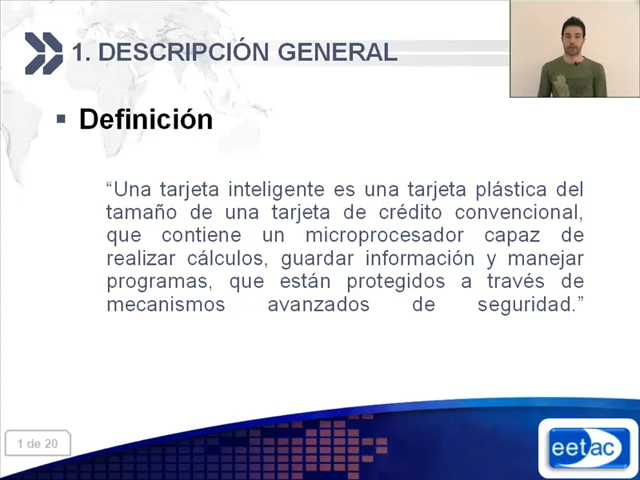 1. DESCRIPCIÓN GENERAL
Definición
“Una tarjeta inteligente es una tarjeta plástica del
tamaño de una tarjeta de crédito convencional,
que contiene un microprocesador capaz de
realizar cálculos, guardar información y manejar
programas, que están protegidos a través de
mecanismos avanzados de seguridad.”
1 de 20
eetac